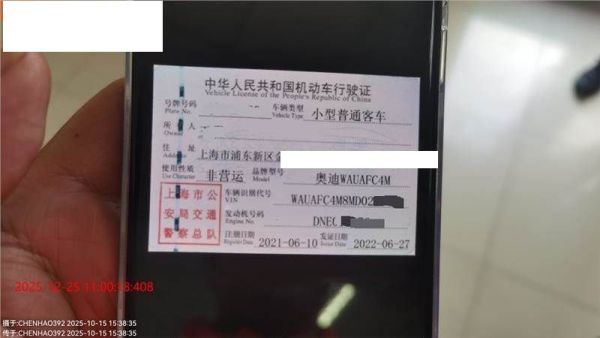 中华人民共和国机动车行驶证
Vehicle License of the People's Republic of China
号牌号码 车辆类型 小型普通客车
Plate No. Vehicle Type
所有人
Owner
住址 上海市浦东新区金
Address
使用性质 非营运 品牌型号 奥迪WAUAFC4M
Use Character Model
上海市公安局交通警察总队
车辆识别代号 WAUAFC4M8MD02
VIN
发动机号码 DNEC
Engine No.
注册日期 2021-06-10 发证日期 2022-06-27
Register Date Issue Date
2025-12-25 11:00:48:408
摄于:CHENHAO392 2025-10-15 15:38:35
传于:CHENHAO392 2025-10-15 15:38:35